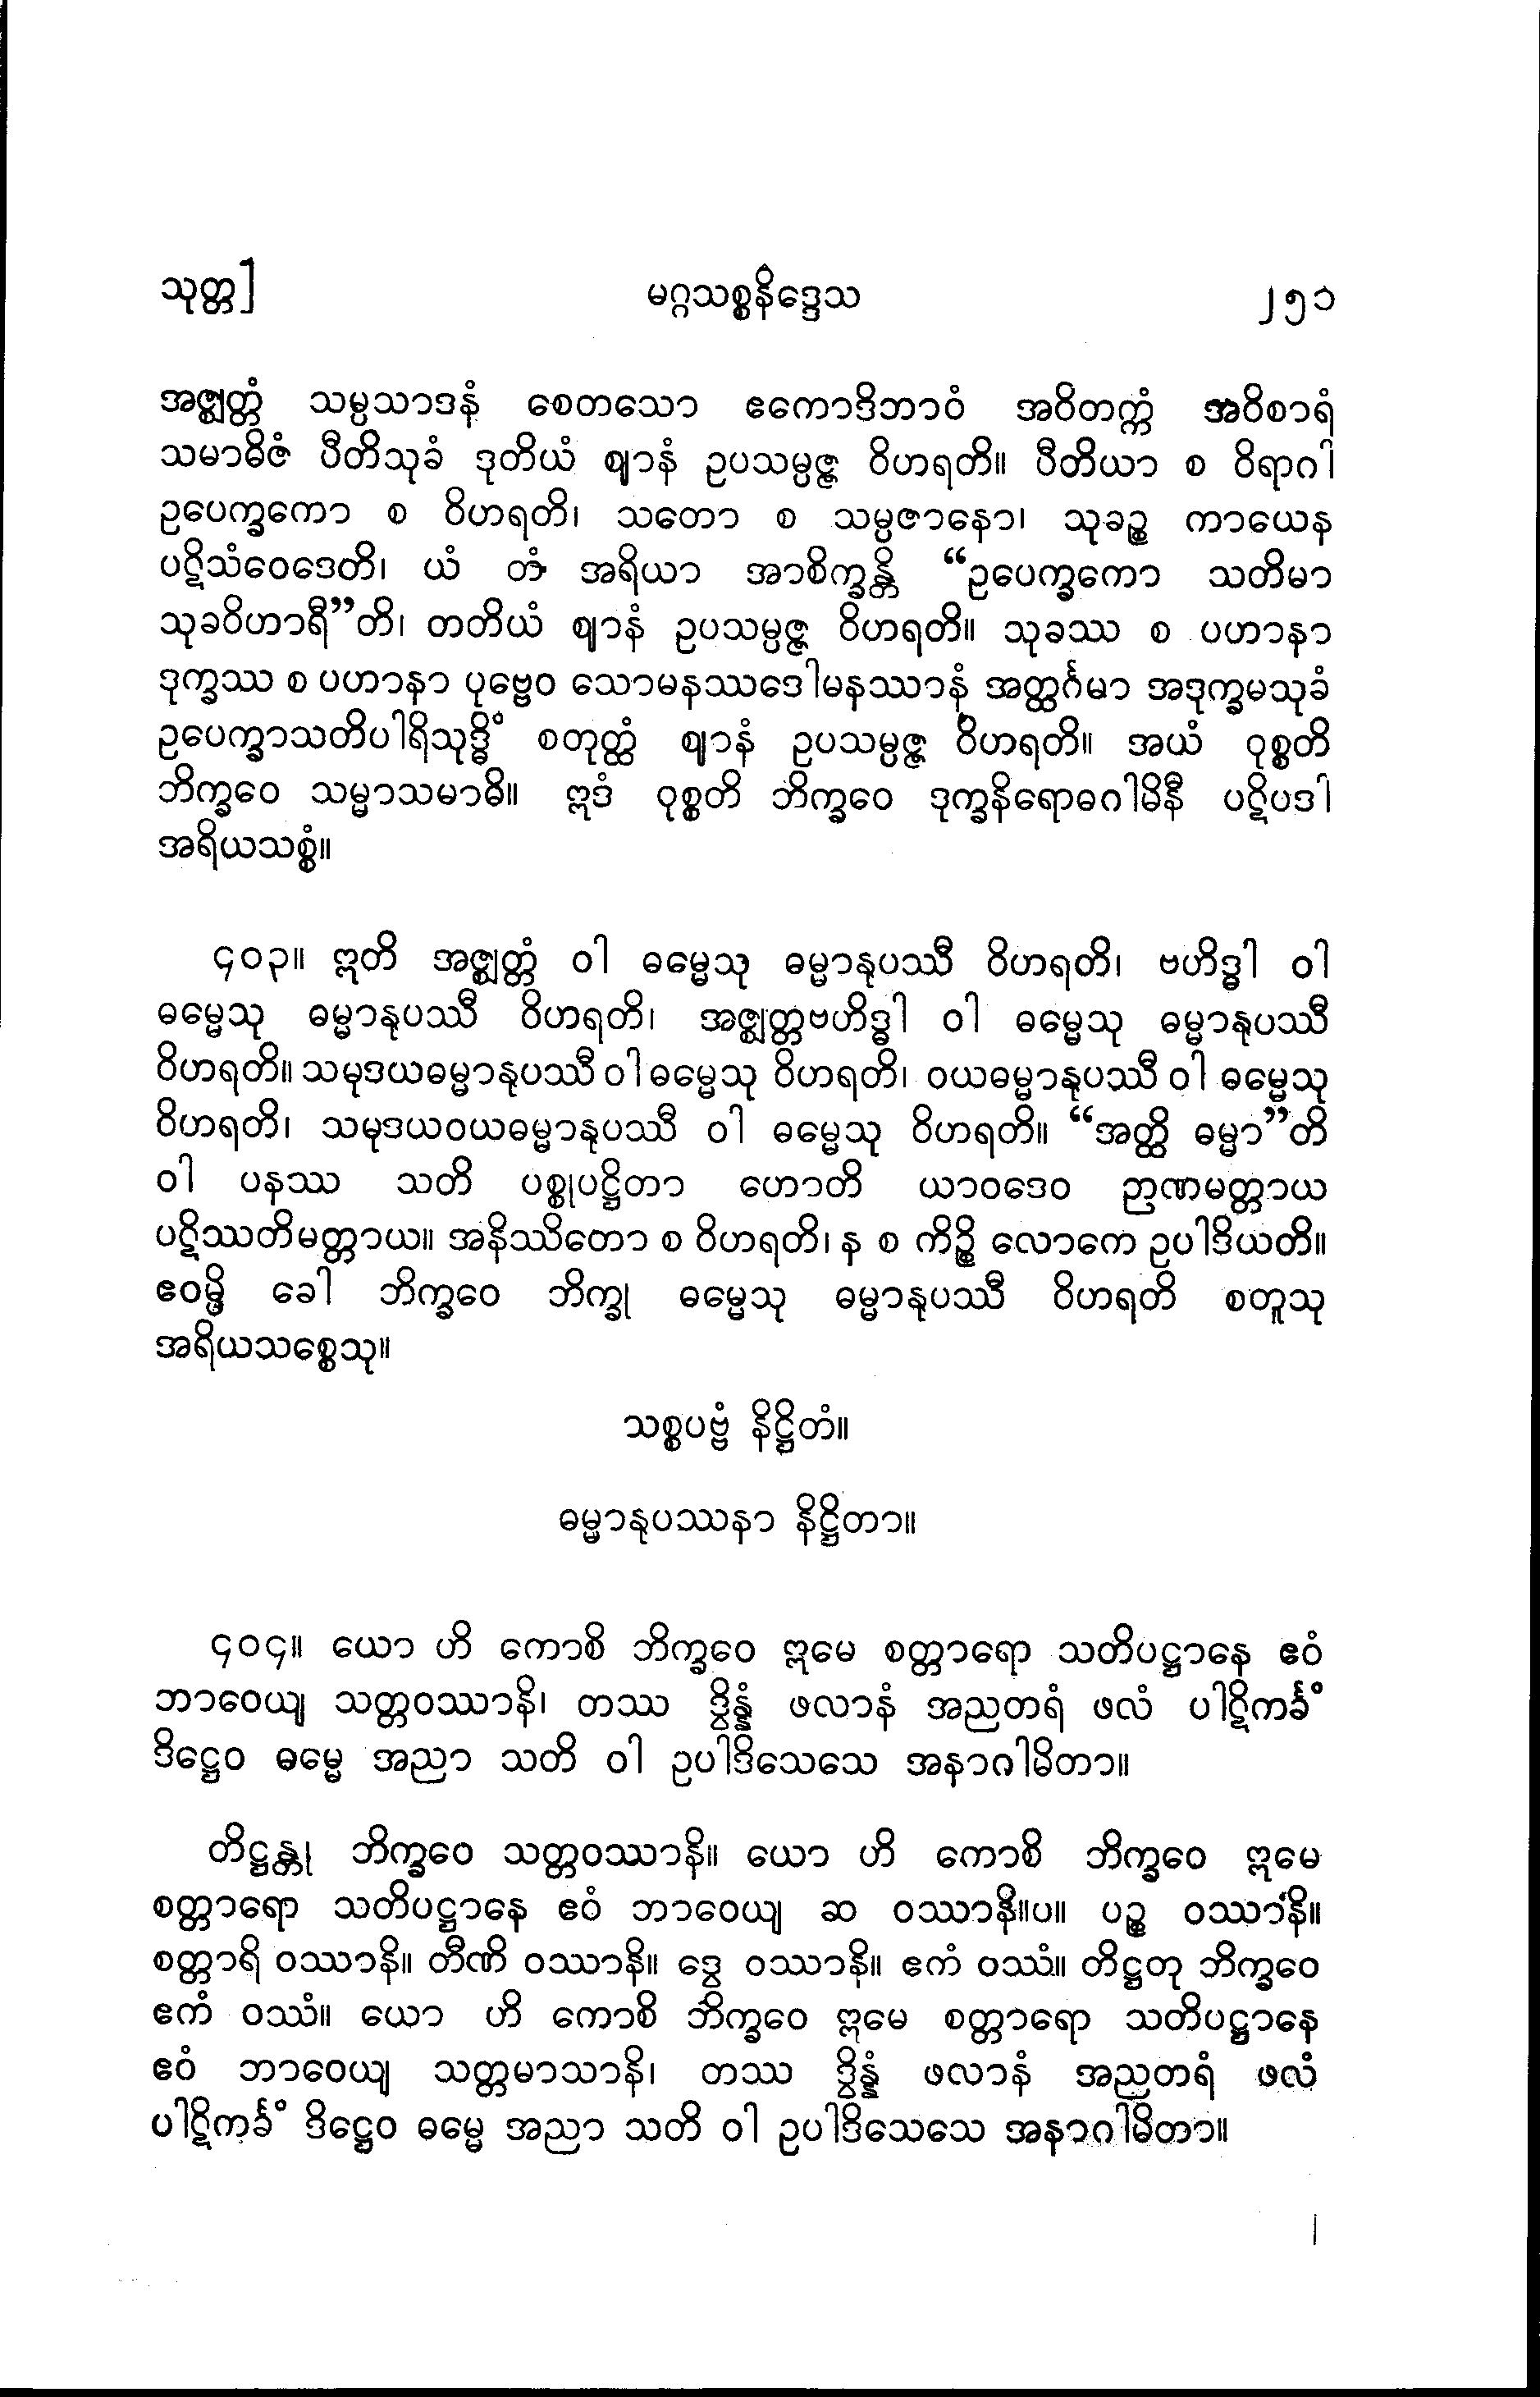 သုတ္တ]
မဂ္ဂသစ္စနိဒ္ဒေသ
၂၅၁
အဇ္ဈတ္တံ သမ္ပသာဒနံ စေတသော ဧကောဒိဘာဝံ အဝိတက္ကံ အဝိစာရံ
သမာဓိဇံ ပီတိသုခံ ဒုတိယံ ဈာနံ ဥပသမ္ပဇ္ဇ ဝိဟရတိ။ ပီတိယာ စ ဝိရာဂါ
ဥပေက္ခကော စ ဝိဟရတိ၊ သတော စ သမ္ပဇာနော၊ သုခဉ္စ ကာယေန
ပဋိသံဝေဒေတိ၊ ယံ တံ အရိယာ အာစိက္ခန္တိ “ဥပေက္ခကော သတိမာ
သုခဝိဟာရီ”တိ၊ တတိယံ ဈာနံ ဥပသမ္ပဇ္ဇ ဝိဟရတိ။ သုခဿ စ ပဟာနာ
ဒုက္ခဿ စ ပဟာနာ ပုဗ္ဗေဝ သောမနဿဒေါမနဿာနံ အတ္ထင်္ဂမာ အဒုက္ခမသုခံ
ဥပေက္ခာသတိပါရိသုဒ္ဓိံ စတုတ္ထံ ဈာနံ ဥပသမ္ပဇ္ဇ ဝိဟရတိ။ အယံ ဝုစ္စတိ
ဘိက္ခဝေ သမ္မာသမာဓိ။ ဣဒံ ဝုစ္စတိ ဘိက္ခဝေ ဒုက္ခနိရောဓဂါမိနီ ပဋိပဒါ
အရိယသစ္စံ။
၄၀၃။ ဣတိ အဇ္ဈတ္တံ ဝါ ဓမ္မေသု ဓမ္မာနုပဿီ ဝိဟရတိ၊ ဗဟိဒ္ဓါ ဝါ
ဓမ္မေသု ဓမ္မာနုပဿီ ဝိဟရတိ၊ အဇ္ဈတ္တဗဟိဒ္ဓါ ဝါ ဓမ္မေသု ဓမ္မာနုပဿီ
ဝိဟရတိ။ သမုဒယဓမ္မာနုပဿီ ဝါ ဓမ္မေသု ဝိဟရတိ၊ ဝယဓမ္မာနုပဿီ ဝါ ဓမ္မေသု
ဝိဟရတိ၊ သမုဒယဝယဓမ္မာနုပဿီ ဝါ ဓမ္မေသု ဝိဟရတိ။ “အတ္ထိ ဓမ္မာ”တိ
ဝါ ပနဿ သတိ ပစ္စုပဋ္ဌိတာ ဟောတိ ယာဝဒေဝ ဉာဏမတ္တာယ
ပဋိဿတိမတ္တာယ။ အနိဿိတော စ ဝိဟရတိ၊ န စ ကိဉ္စိ လောကေ ဥပါဒိယတိ။
ဧဝမ္ပိ ခေါ ဘိက္ခဝေ ဘိက္ခု ဓမ္မေသု ဓမ္မာနုပဿီ ဝိဟရတိ စတူသု
အရိယသစ္စေသု။
သစ္စပဗ္ဗံ နိဋ္ဌိတံ။
ဓမ္မာနုပဿနာ နိဋ္ဌိတာ။
၄၀၄။ ယော ဟိ ကောစိ ဘိက္ခဝေ ဣမေ စတ္တာရော သတိပဋ္ဌာနေ ဧဝံ
ဘာဝေယျ သတ္တဝဿာနိ၊ တဿ ဒွိန္နံ ဖလာနံ အညတရံ ဖလံ ပါဋိကင်္ခံ
ဒိဋ္ဌေဝ ဓမ္မေ အညာ သတိ ဝါ ဥပါဒိသေသေ အနာဂါမိတာ။
တိဋ္ဌန္တု ဘိက္ခဝေ သတ္တဝဿာနိ။ ယော ဟိ ကောစိ ဘိက္ခဝေ ဣမေ
စတ္တာရော သတိပဋ္ဌာနေ ဧဝံ ဘာဝေယျ ဆ ဝဿာနိ။ပ။ ပဉ္စ ဝဿာနိ။
စတ္တာရိ ဝဿာနိ။ တီဏိ ဝဿာနိ။ ဒွေ ဝဿာနိ။ ဧကံ ဝဿံ။ တိဋ္ဌတု ဘိက္ခဝေ
ဧကံ ဝဿံ။ ယော ဟိ ကောစိ ဘိက္ခဝေ ဣမေ စတ္တာရော သတိပဋ္ဌာနေ
ဧဝံ ဘာဝေယျ သတ္တမာသာနိ၊ တဿ ဒွိန္နံ ဖလာနံ အညတရံ ဖလံ
ပါဋိကင်္ခံ ဒိဋ္ဌေဝ ဓမ္မေ အညာ သတိ ဝါ ဥပါဒိသေသေ အနာဂါမိတာ။